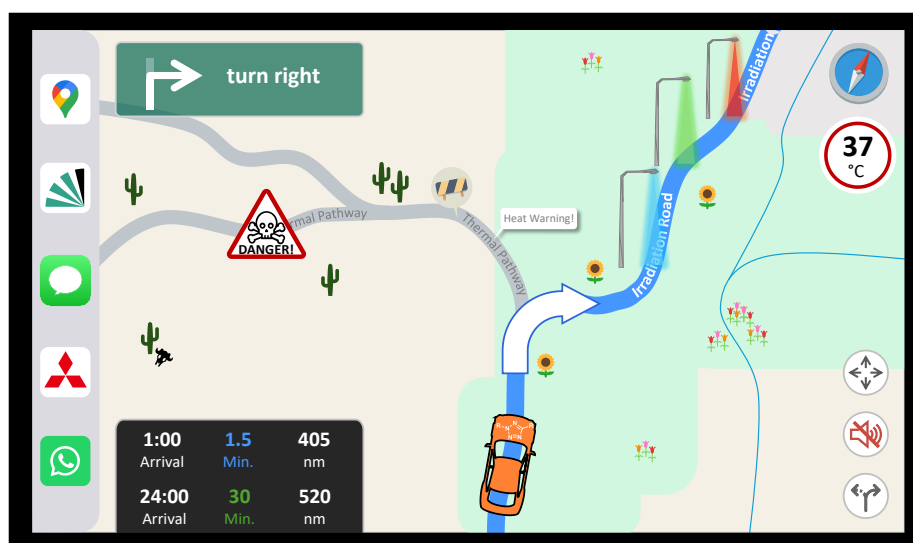 turn right
Irradiation
37
°C
rmal Pathway
DANGER!
Thermal Pathway
Heat Warning!
Irradiation Road
1:00 1.5 405
Arrival Min. nm
24:00 30 520
Arrival Min. nm
R N N N N R